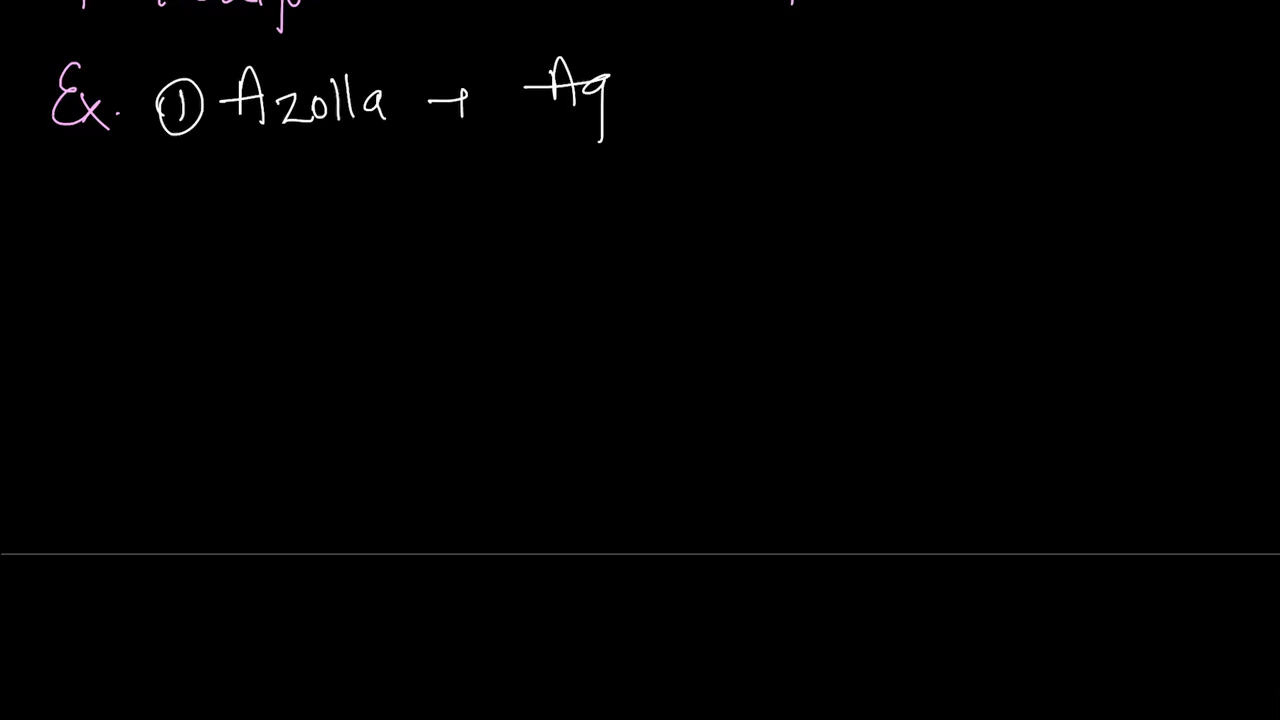 Ex. ① Azolla + Aq